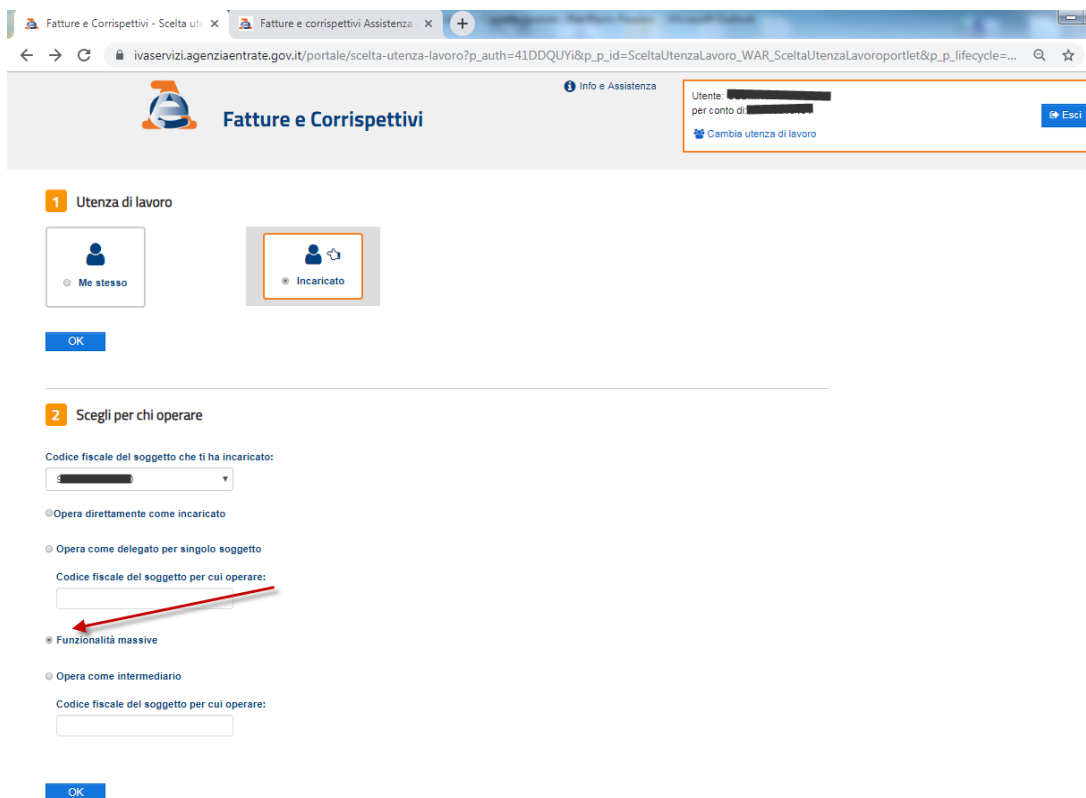 Fatture e Corrispettivi - Scelta ute
Fatture e corrispettivi Assistenza
ivaservizi.agenziaentrate.gov.it/portale/scelta-utenza-lavoro?p_auth=41DDQUYi&p_p_id=SceltaUtenzaLavoro_WAR_SceltaUtenzaLavoroportlet&p_p_lifecycle=...
Info e Assistenza
Fatture e Corrispettivi
Utente:
per conto di:
Cambia utenza di lavoro
Esci
1 Utenza di lavoro
Me stesso
Incaricato
OK
2 Scegli per chi operare
Codice fiscale del soggetto che ti ha incaricato:
Opera direttamente come incaricato
Opera come delegato per singolo soggetto
Codice fiscale del soggetto per cui operare:
Funzionalità massive
Opera come intermediario
Codice fiscale del soggetto per cui operare:
OK